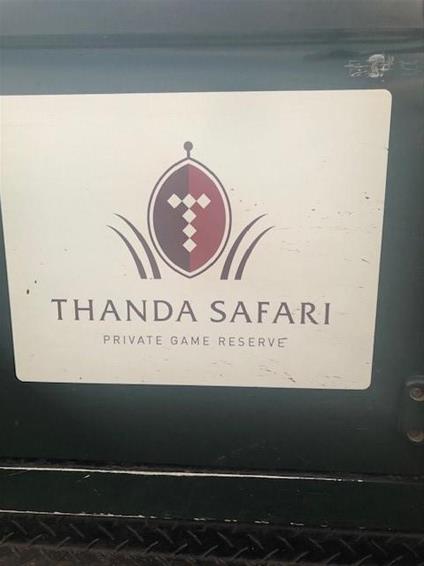 THANDA SAFARI
PRIVATE GAME RESERVE